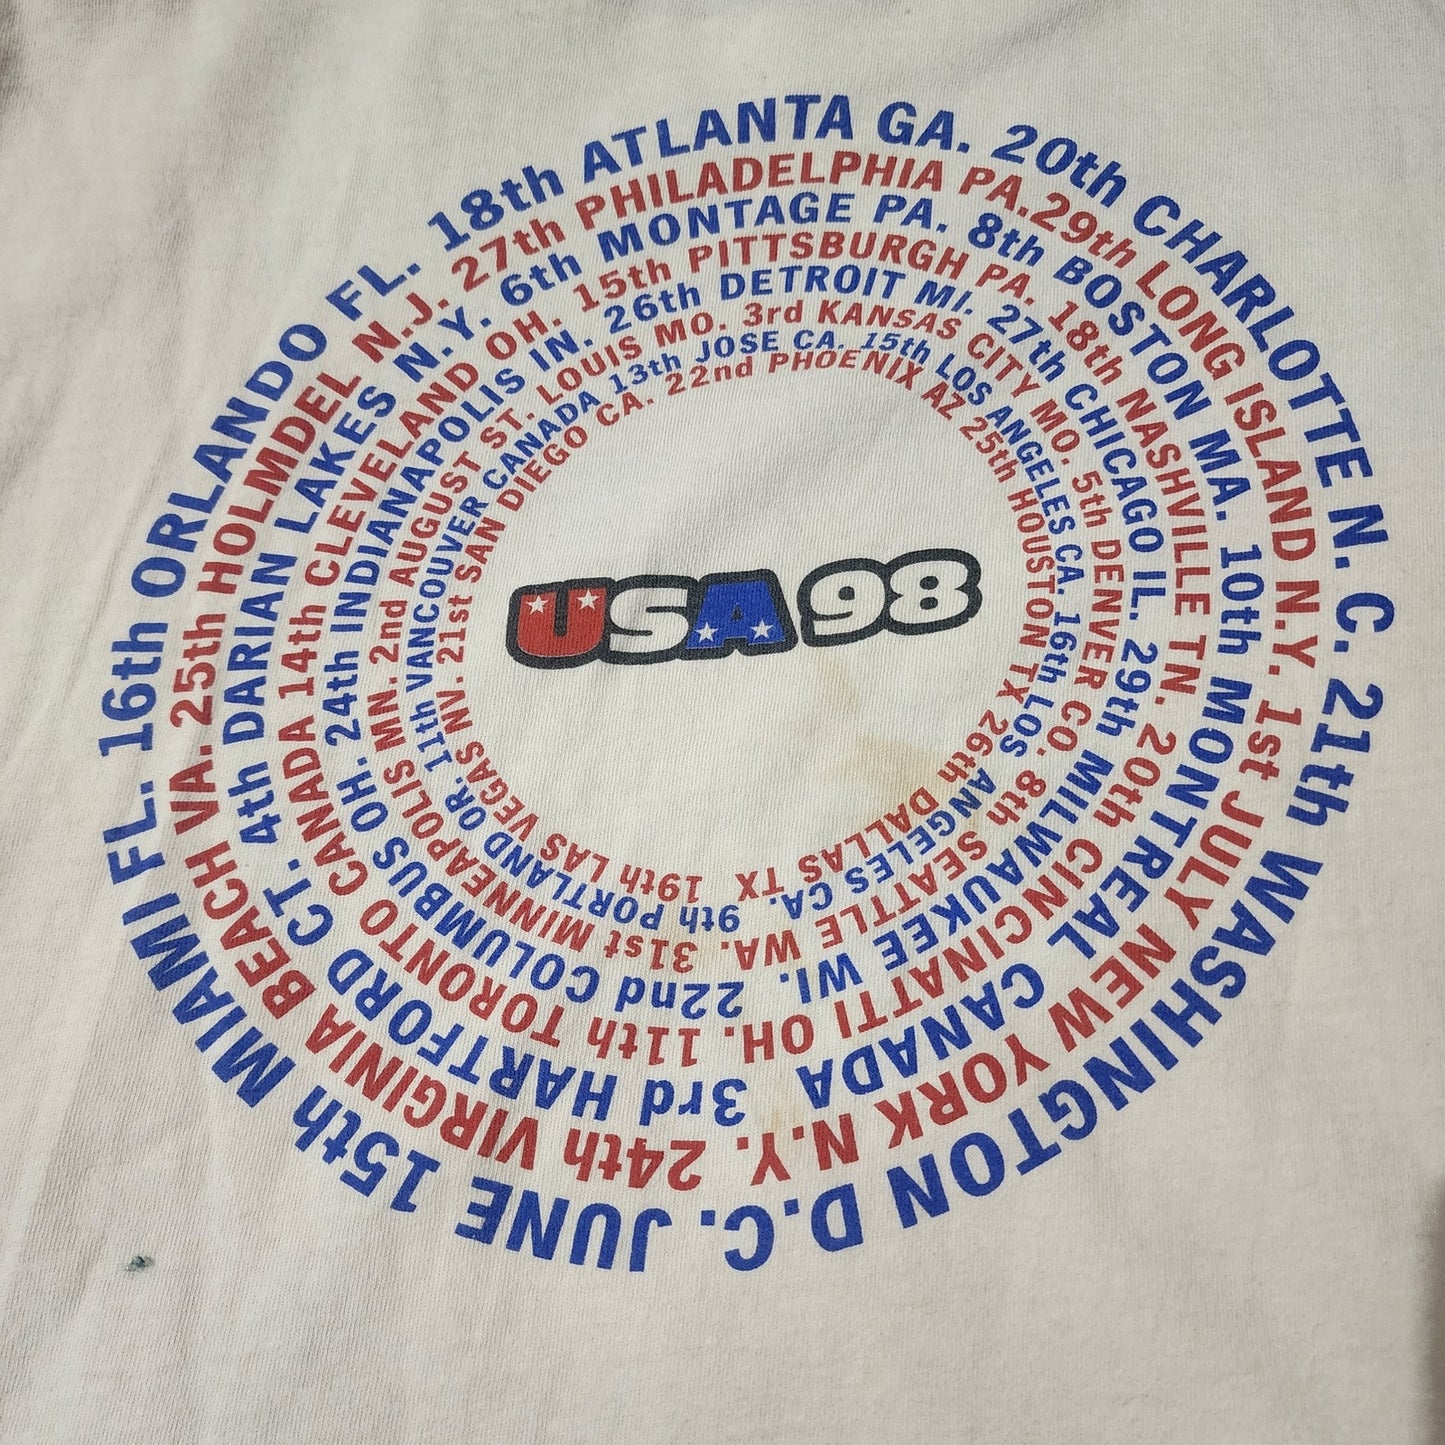 JUNE 15th MIAMI FL. 16th ORLANDO FL. 18th ATLANTA GA. 20th CHARLOTTE N.C. 21th WASHINGTON D.C.
24th VIRGINIA BEACH VA. 25th HOLMDEL N.J. 27th PHILADELPHIA PA. 29th LONG ISLAND N.Y. 1st JULY NEW YORK N.Y.
3rd HARTFORD CT. 4th DARIAN LAKES N.Y. 6th MONTAGE PA. 8th BOSTON MA. 10th MONTREAL CANADA
11th TORONTO CANADA 14th CLEVELAND OH. 15th PITTSBURGH PA. 18th NASHVILLE TN. 20th CINCINATTI OH.
22nd COLUMBUS OH. 24th INDIANAPOLIS IN. 26th DETROIT MI. 27th CHICAGO IL. 29th MILWAUKEE WI.
31st MINNEAPOLIS MN. 2nd AUGUST ST. LOUIS MO. 3rd KANSAS CITY MO. 5th DENVER CO. 8th SEATTLE WA.
9th PORTLAND OR. 11th VANCOUVER CANADA 13th JOSE CA. 15th LOS ANGELES CA. 16th LOS ANGELES CA.
19th LAS VEGAS NV. 21st SAN DIEGO CA. 22nd PHOENIX AZ 25th HOUSTON TX 26th DALLAS TX
USA 98